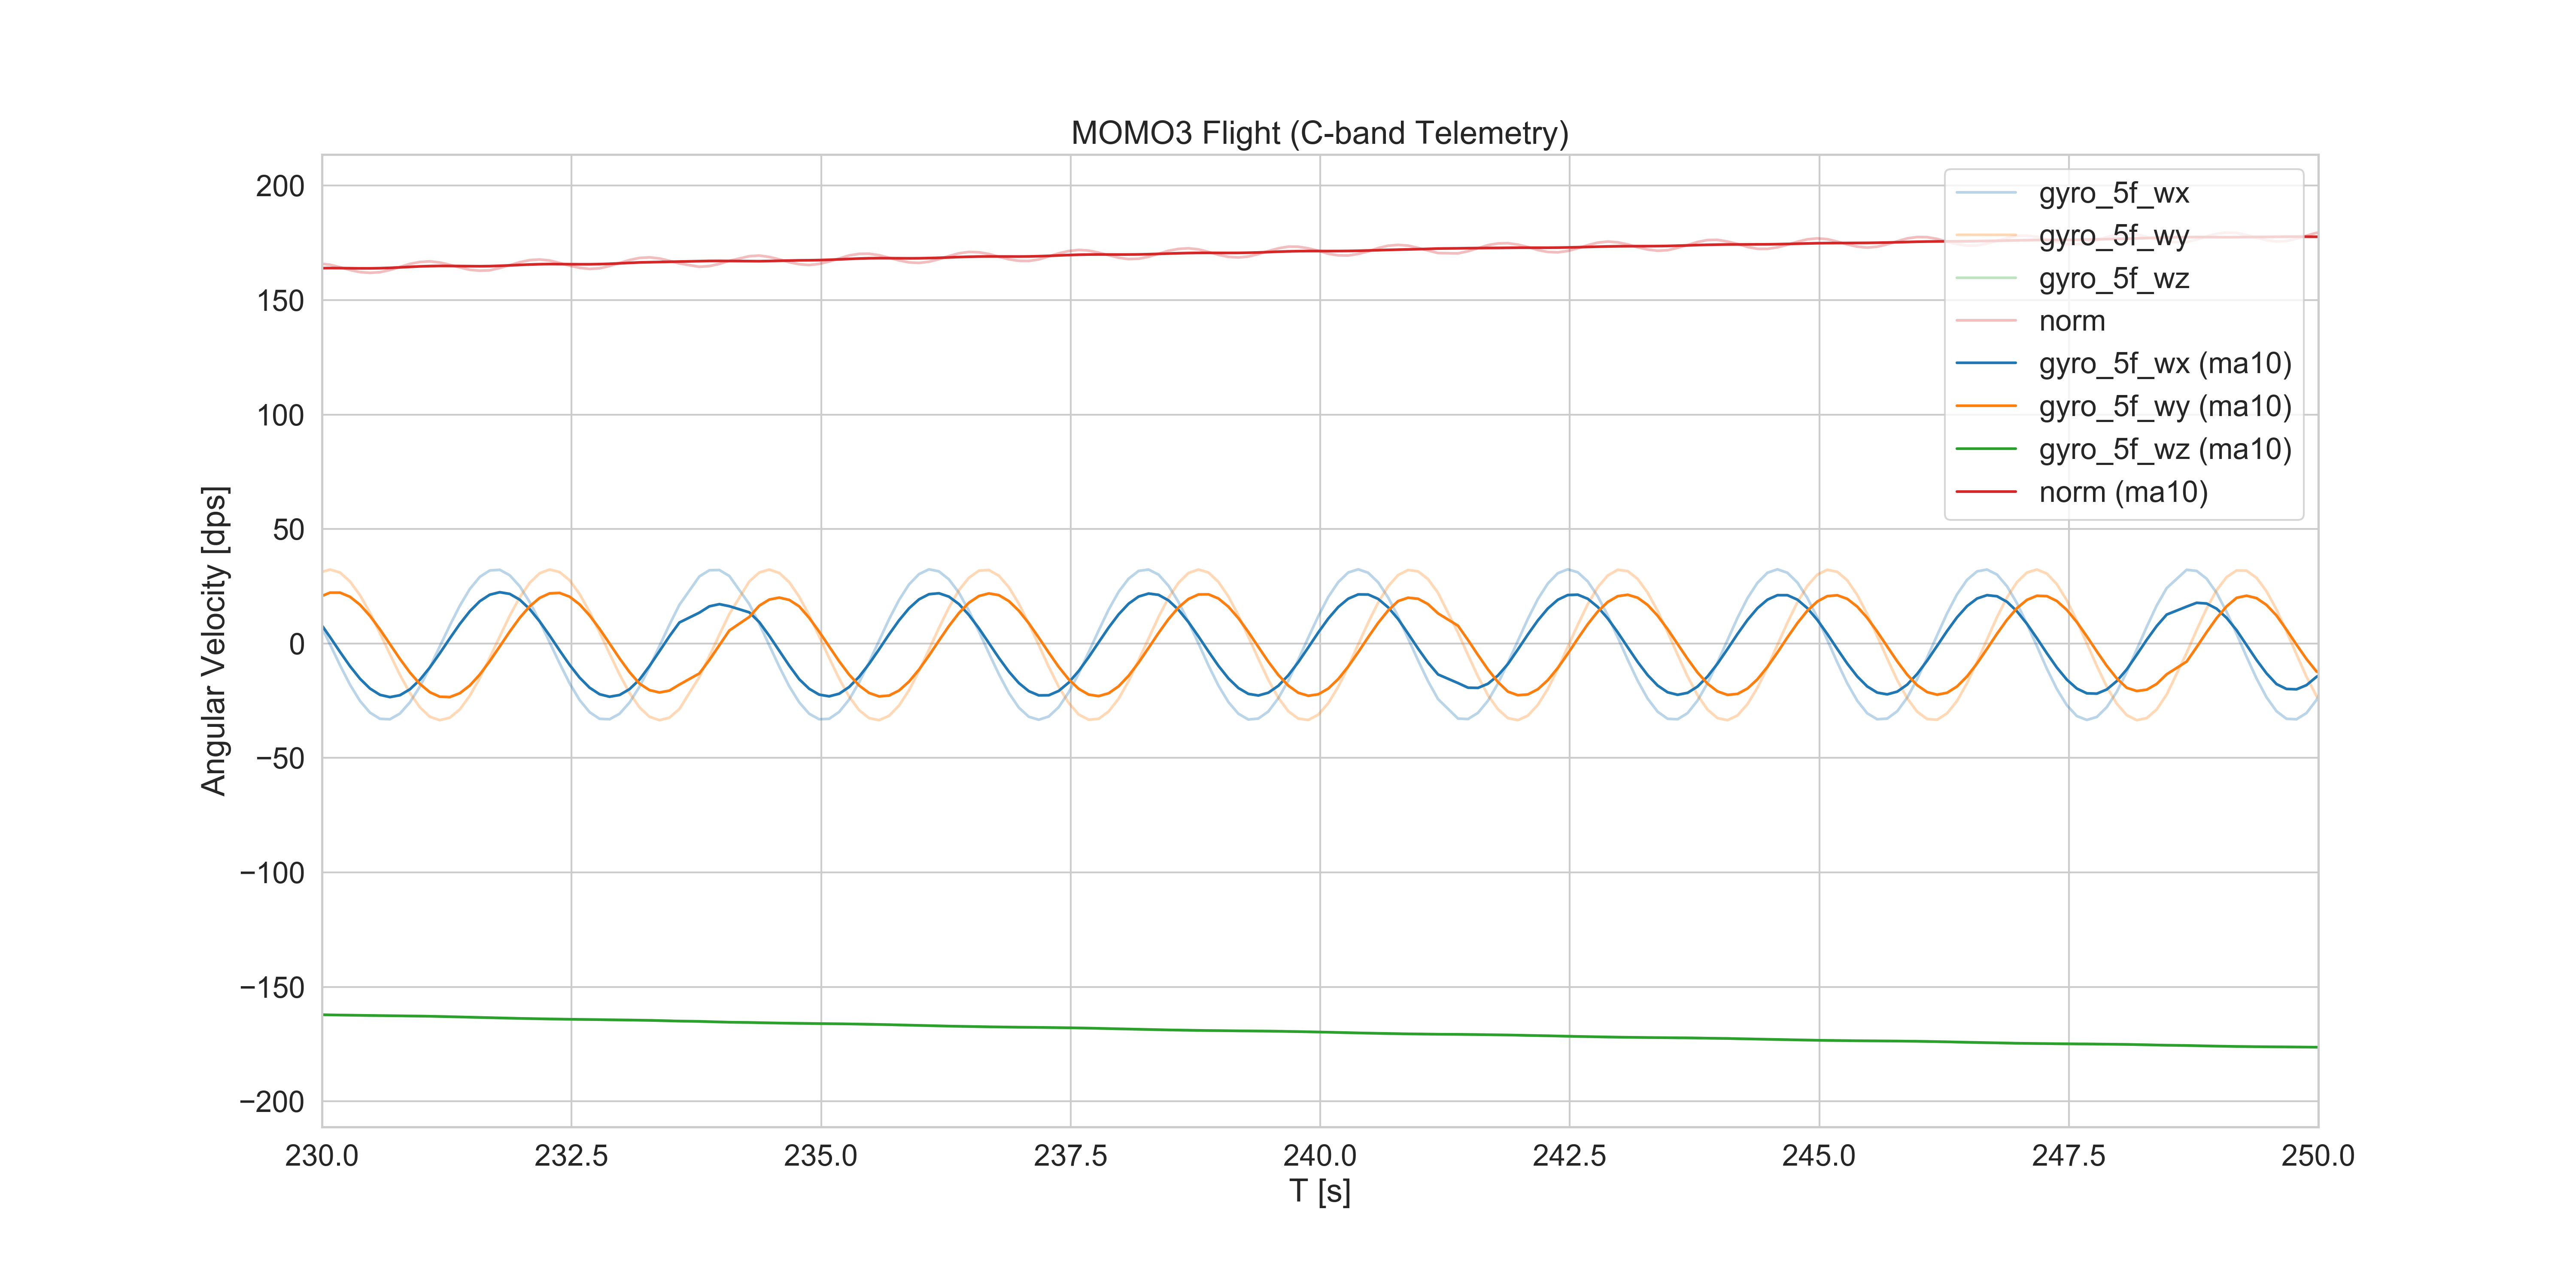 MOMO3 Flight (C-band Telemetry)
200
150
100
50
0
−50
−100
−150
−200
Angular Velocity [dps]
gyro_5f_wx
gyro_5f_wy
gyro_5f_wz
norm
gyro_5f_wx (ma10)
gyro_5f_wy (ma10)
gyro_5f_wz (ma10)
norm (ma10)
230.0 232.5 235.0 237.5 240.0 242.5 245.0 247.5 250.0
T [s]